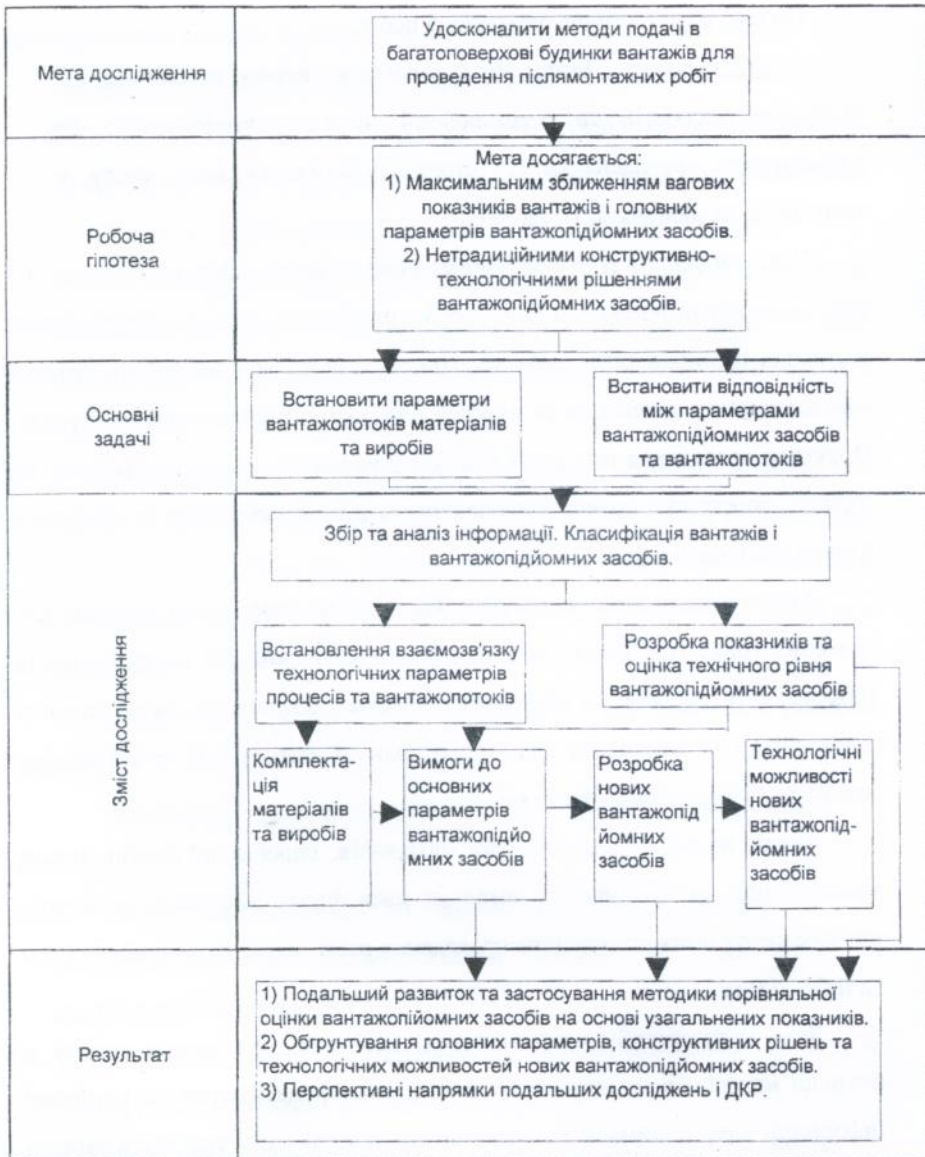 Мета дослідження
Удосконалити методи подачі в
багатоповерхові будинки вантажів для
проведення післямонтажних робіт
Робоча
гіпотеза
Мета досягається:
1) Максимальним зближенням вагових
показників вантажів і головних
параметрів вантажопідйомних засобів.
2) Нетрадиційними конструктивно-
технологічними рішеннями
вантажопідйомних засобів.
Основні
задачі
Встановити параметри
вантажопотоків матеріалів
та виробів
Встановити відповідність
між параметрами
вантажопідйомних засобів
та вантажопотоків
Зміст дослідження
Збір та аналіз інформації. Класифікація вантажів і
вантажопідйомних засобів.
Встановлення взаємозв'язку
технологічних параметрів
процесів та вантажопотоків
Розробка показників та
оцінка технічного рівня
вантажопідйомних засобів
Комплекта-
ція
матеріалів
та виробів
Вимоги до
основних
параметрів
вантажопідйо
мних засобів
Розробка
нових
вантажопід
йомних
засобів
Технологічні
можливості
нових
вантажопід-
йомних
засобів
Результат
1) Подальший развиток та застосування методики порівняльної
оцінки вантажопійомних засобів на основі узагальнених показників.
2) Обгрунтування головних параметрів, конструктивних рішень та
технологічних можливостей нових вантажопідйомних засобів.
3) Перспективні напрямки подальших досліджень і ДКР.